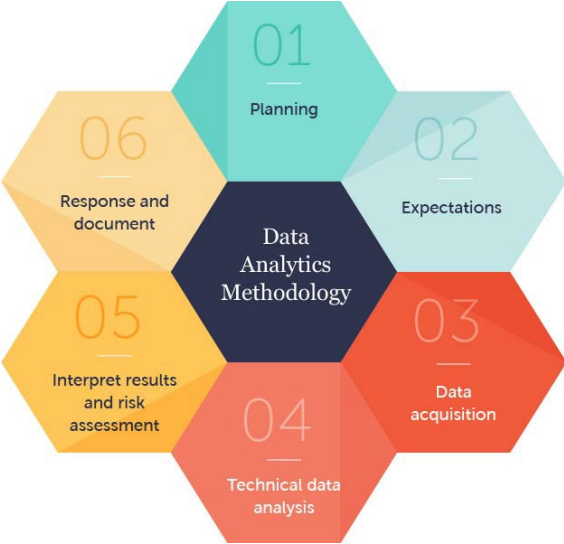 01
Planning
02
Expectations
03
Data
acquisition
04
Technical data
analysis
05
Interpret results
and risk
assessment
06
Response and
document
Data
Analytics
Methodology